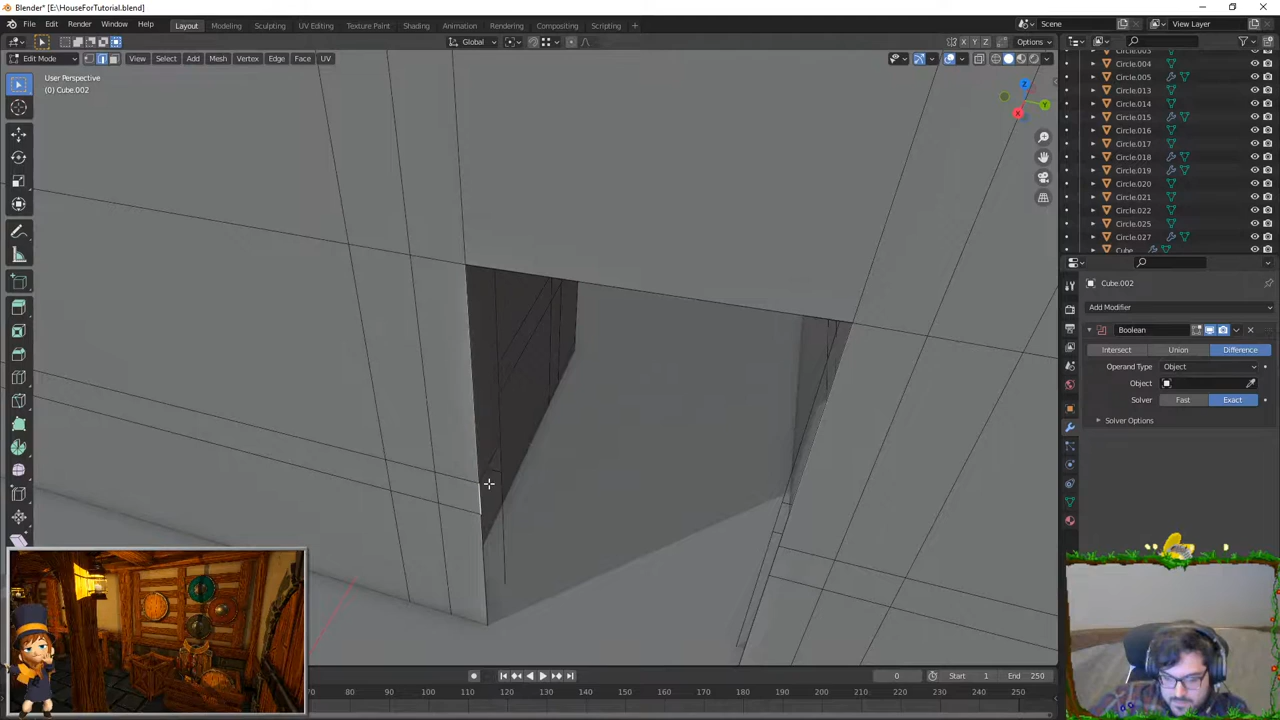 Blender* [E:\HouseForTutorial.blend]
File Edit Render Window Help Layout Modeling Sculpting UV Editing Texture Paint Shading Animation Rendering Compositing Scripting + Scene View Layer
Global Options
Edit Mode View Select Add Mesh Vertex Edge Face UV
X Y Z
User Perspective
(0) Cube.002
Z
Y
X
Circle.003
Circle.004
Circle.005
Circle.013
Circle.014
Circle.015
Circle.016
Circle.017
Circle.018
Circle.019
Circle.020
Circle.021
Circle.022
Circle.025
Circle.027
Cube
Cube.002
Add Modifier
Boolean
Intersect Union Difference
Operand Type Object
Object
Solver Fast Exact
Solver Options
0 Start 1 End 250
70 80 90 100 110 120 130 140 150 160 170 180 190 200 210 220 230 240 250